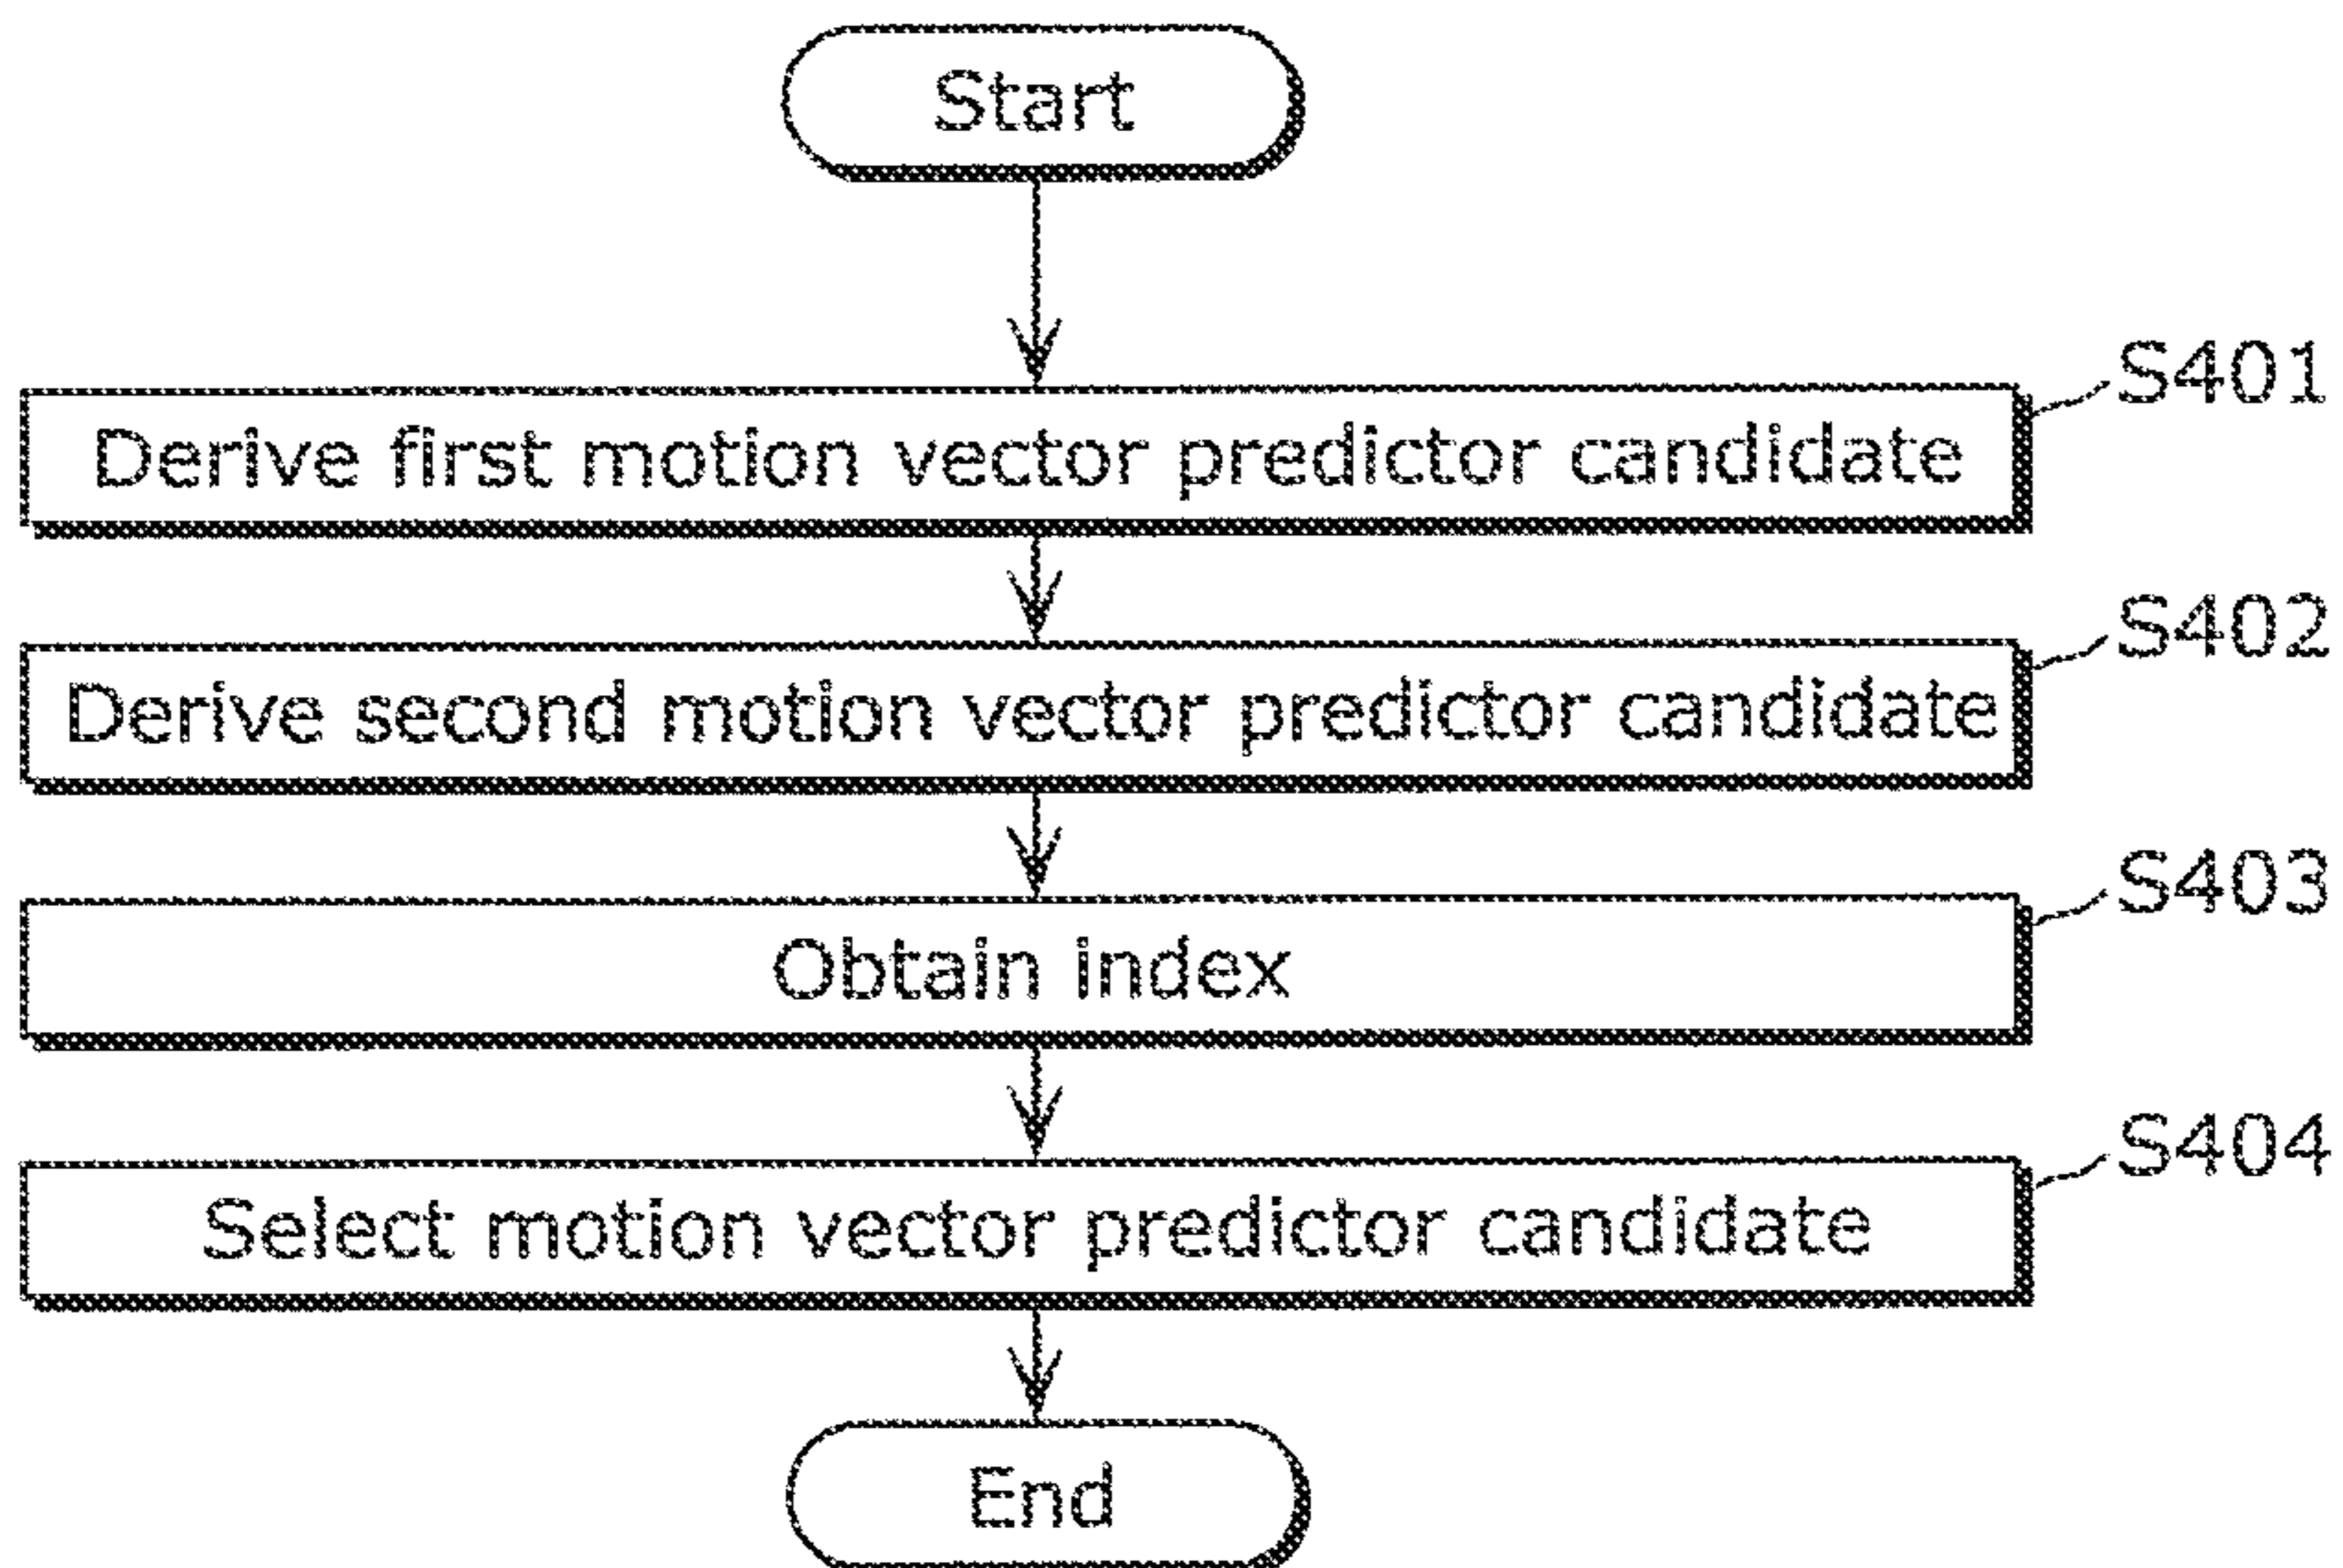 Start
S401
Derive first motion vector predictor candidate
S402
Derive second motion vector predictor candidate
S403
Obtain index
S404
Select motion vector predictor candidate
End